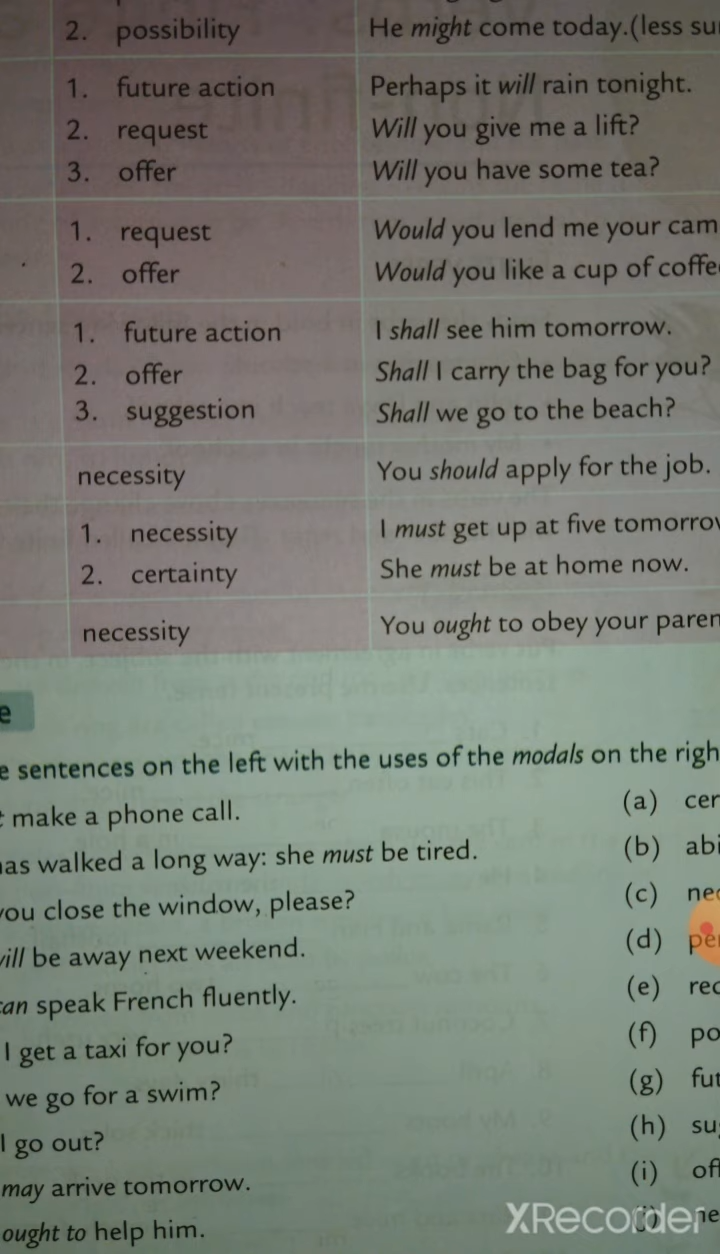 2. possibility He might come today.(less su
1. future action Perhaps it will rain tonight.
2. request Will you give me a lift?
3. offer Will you have some tea?
1. request Would you lend me your cam
2. offer Would you like a cup of coffe
1. future action I shall see him tomorrow.
2. offer Shall I carry the bag for you?
3. suggestion Shall we go to the beach?
necessity You should apply for the job.
1. necessity I must get up at five tomorrow
2. certainty She must be at home now.
necessity You ought to obey your paren
e
e sentences on the left with the uses of the modals on the righ
t make a phone call. (a) cer
has walked a long way: she must be tired. (b) abi
you close the window, please? (c) nec
will be away next weekend. (d) per
can speak French fluently. (e) req
I get a taxi for you? (f) po
we go for a swim? (g) fut
I go out? (h) sug
may arrive tomorrow. (i) off
ought to help him. (j) ne
XRecorder